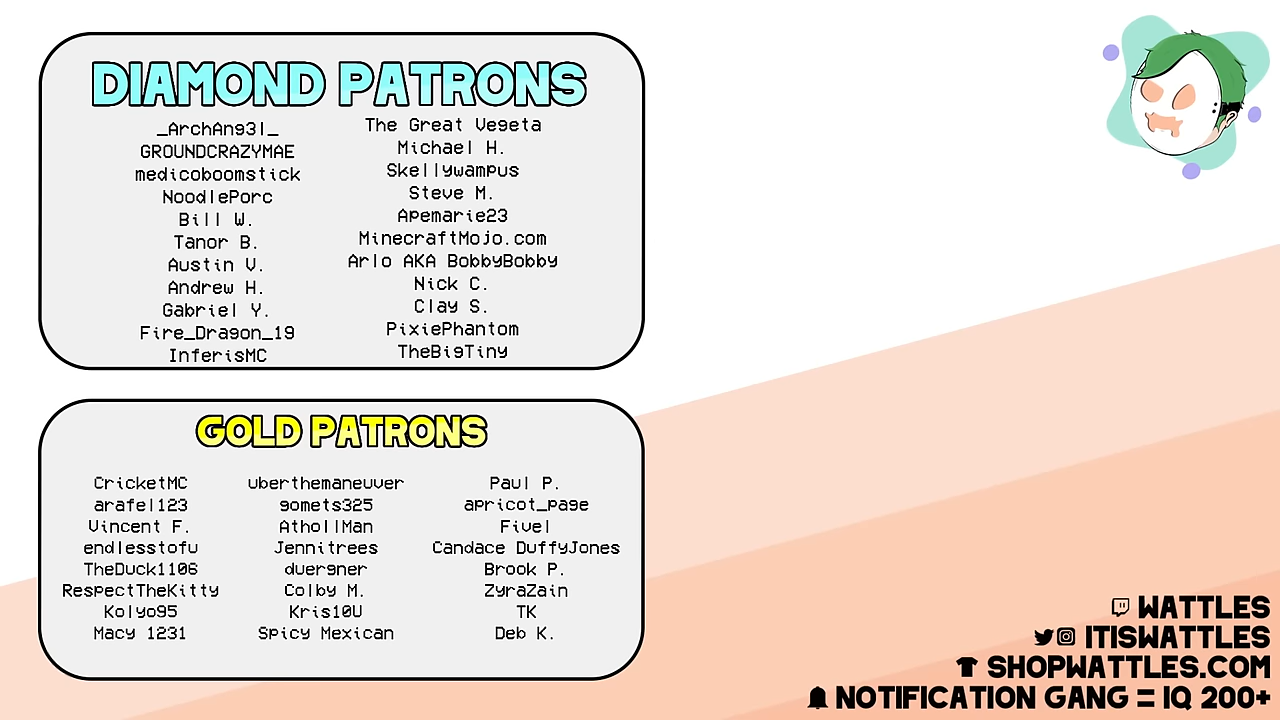 DIAMOND PATRONS
_ArchAng3l_
GROUNDCRAZYMAE
medicoboomstick
NoodlePorc
Bill W.
Tanor B.
Austin V.
Andrew H.
Gabriel Y.
Fire_Dragon_19
InferisMC
The Great Vegeta
Michael H.
Skellywampus
Steve M.
Apemarie23
MinecraftMojo.com
Arlo AKA BobbyBobby
Nick C.
Clay S.
PixiePhantom
TheBigTiny
GOLD PATRONS
CricketMC
arafel123
Vincent F.
endlesstofu
TheDuck1106
RespectTheKitty
Kolyo95
Macy 1231
uberthemaneuver
gomets325
AthollMan
Jennitrees
duergner
Colby M.
Kris10U
Spicy Mexican
Paul P.
apricot_page
Fivel
Candace DuffyJones
Brook P.
ZyraZain
TK
Deb K.
WATTLES
ITISWATTLES
SHOPWATTLES.COM
NOTIFICATION GANG = IQ 200+